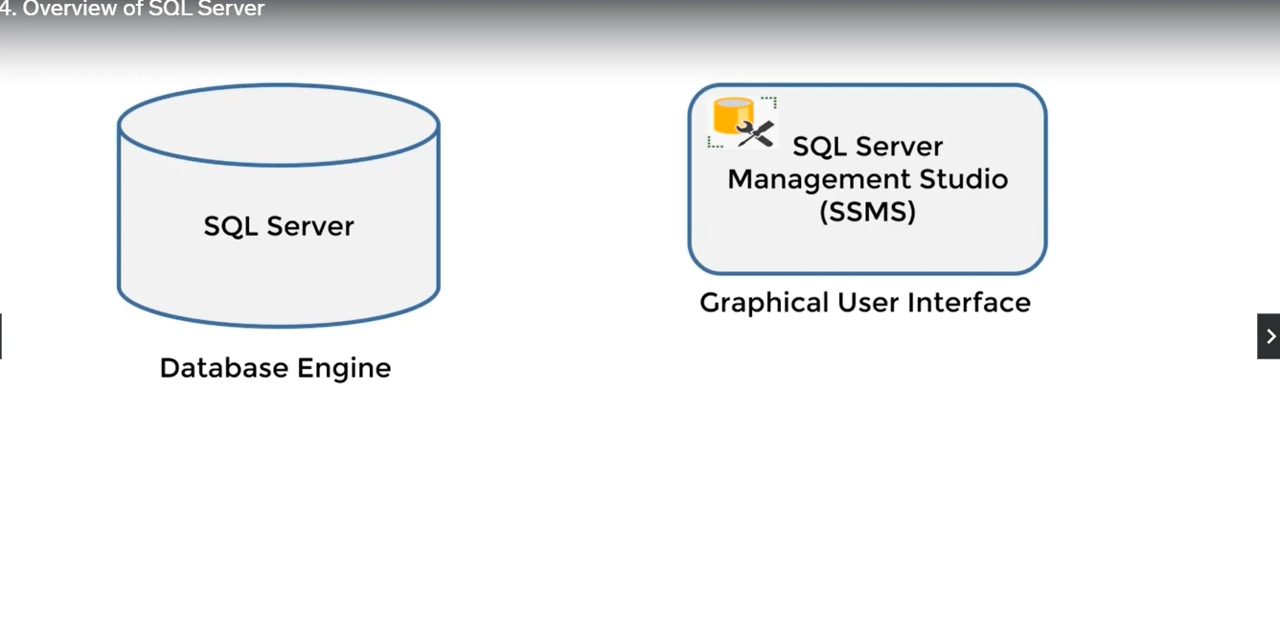 4. Overview of SQL Server
SQL Server
Database Engine
SQL Server
Management Studio
(SSMS)
Graphical User Interface